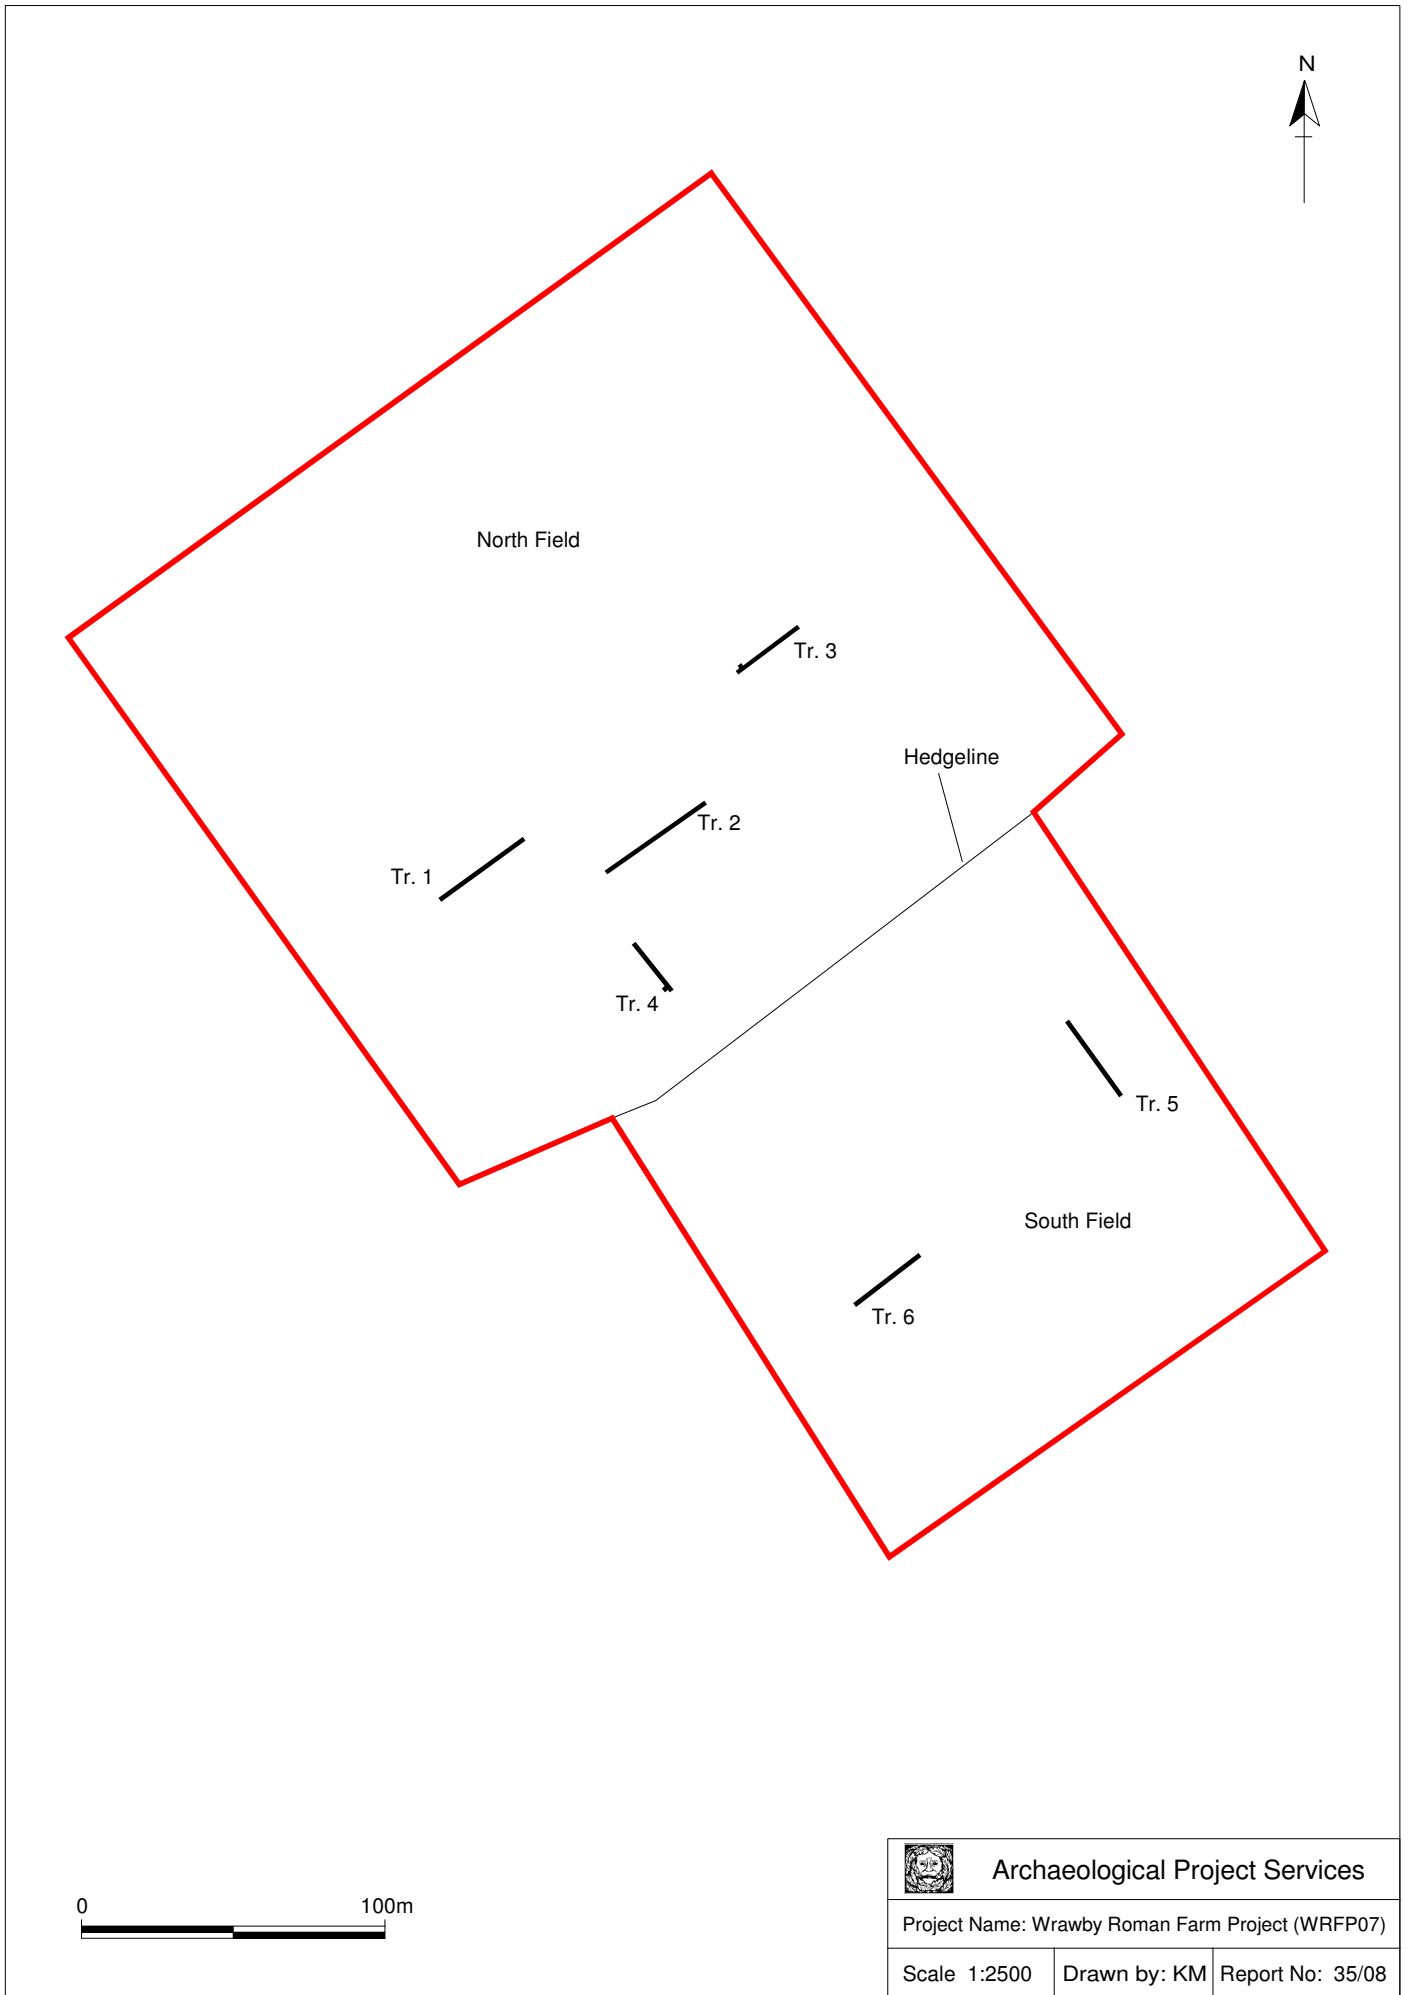 N
North Field
Tr. 3
Hedgeline
Tr. 2
Tr. 1
Tr. 4
Tr. 5
South Field
Tr. 6
0 100m
Archaeological Project Services
Project Name: Wrawby Roman Farm Project (WRFP07)
Scale 1:2500 Drawn by: KM Report No: 35/08